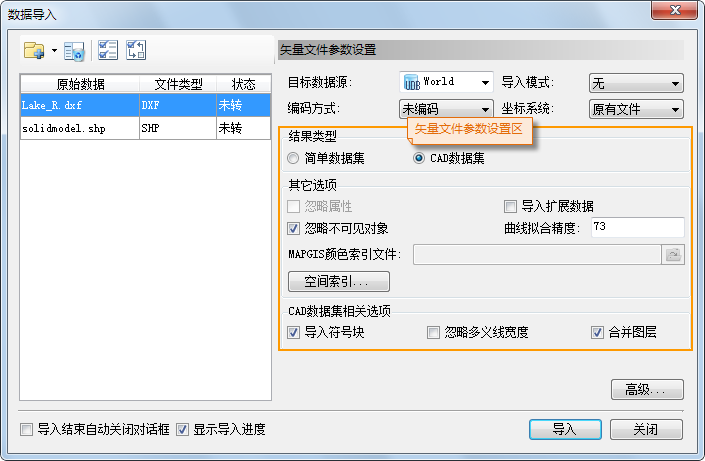 数据导入
原始数据 文件类型 状态
Lake_R.dxf DXF 未转
solidmodel.shp SHP 未转
矢量文件参数设置
目标数据源: UDB World 导入模式: 无
编码方式: 未编码 坐标系统: 原有文件
矢量文件参数设置区
结果类型
简单数据集 CAD数据集
其它选项
忽略属性 导入扩展数据
忽略不可见对象 曲线拟合精度: 73
MAPGIS颜色索引文件:
空间索引...
CAD数据集相关选项
导入符号块 忽略多义线宽度 合并图层
高级...
导入结束自动关闭对话框 显示导入进度 导入 关闭